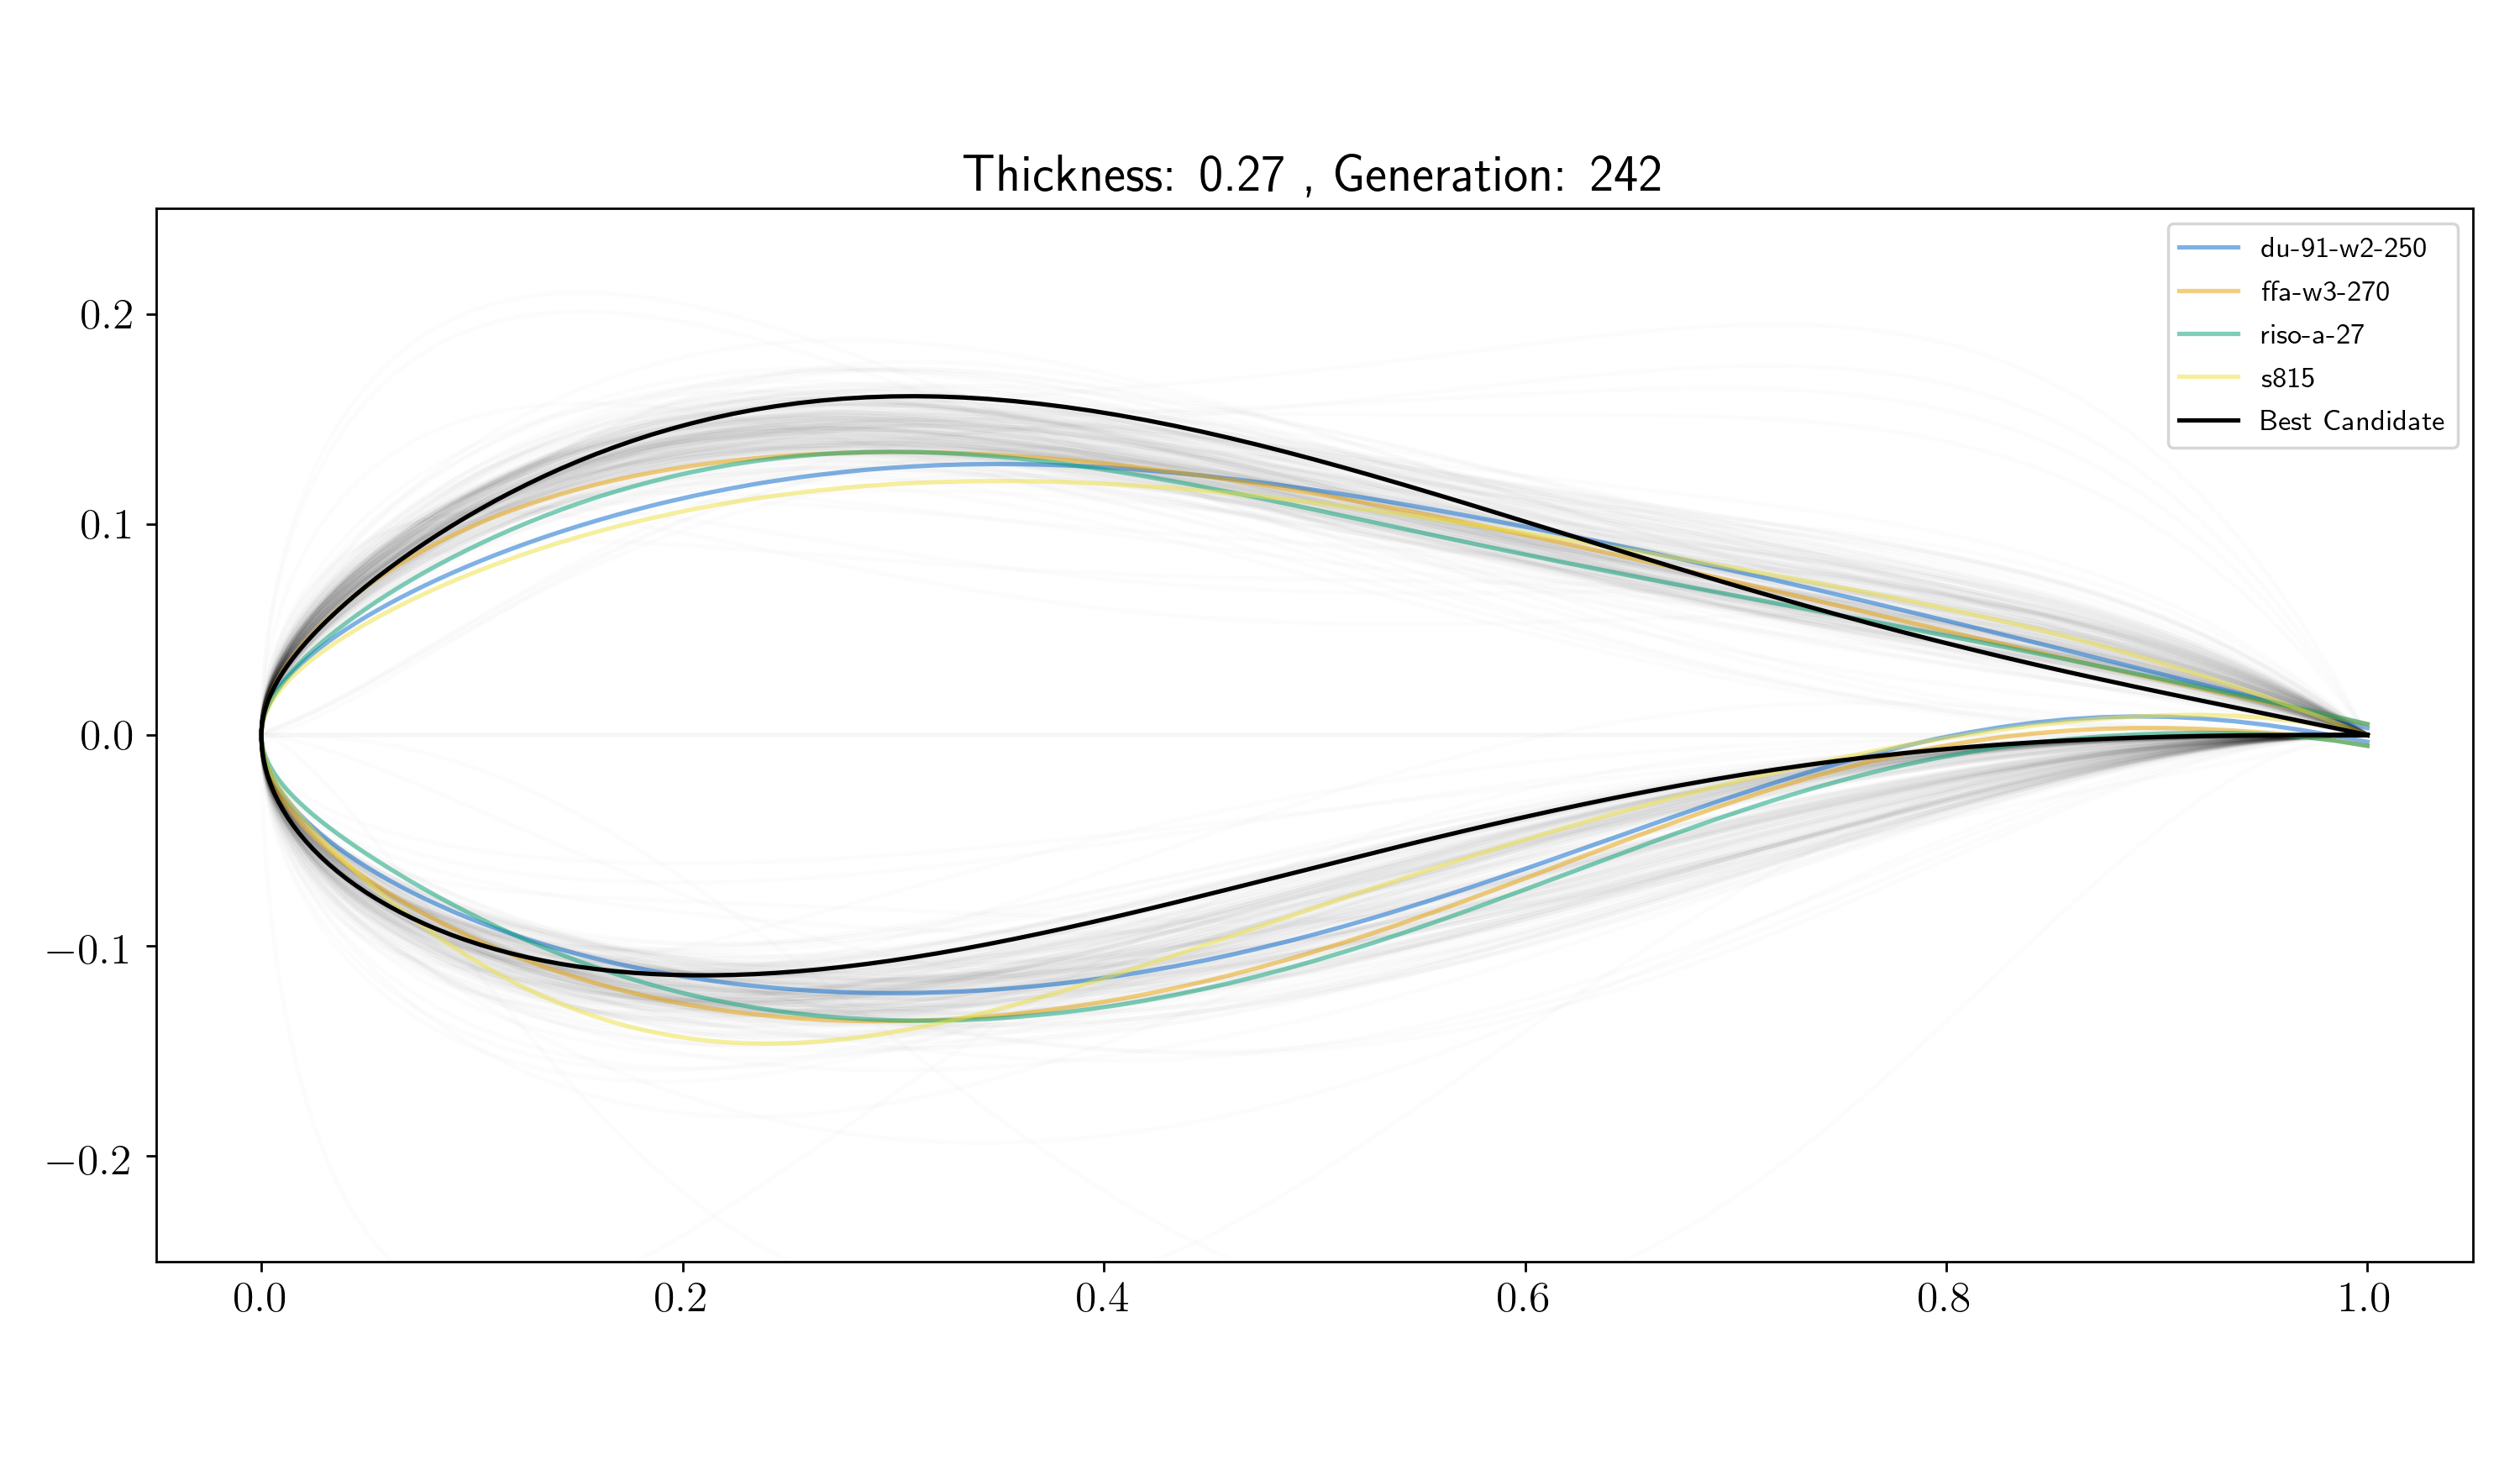 Thickness: 0.27 , Generation: 242
du-91-w2-250
ffa-w3-270
riso-a-27
s815
Best Candidate
0.2
0.1
0.0
−0.1
−0.2
0.0 0.2 0.4 0.6 0.8 1.0